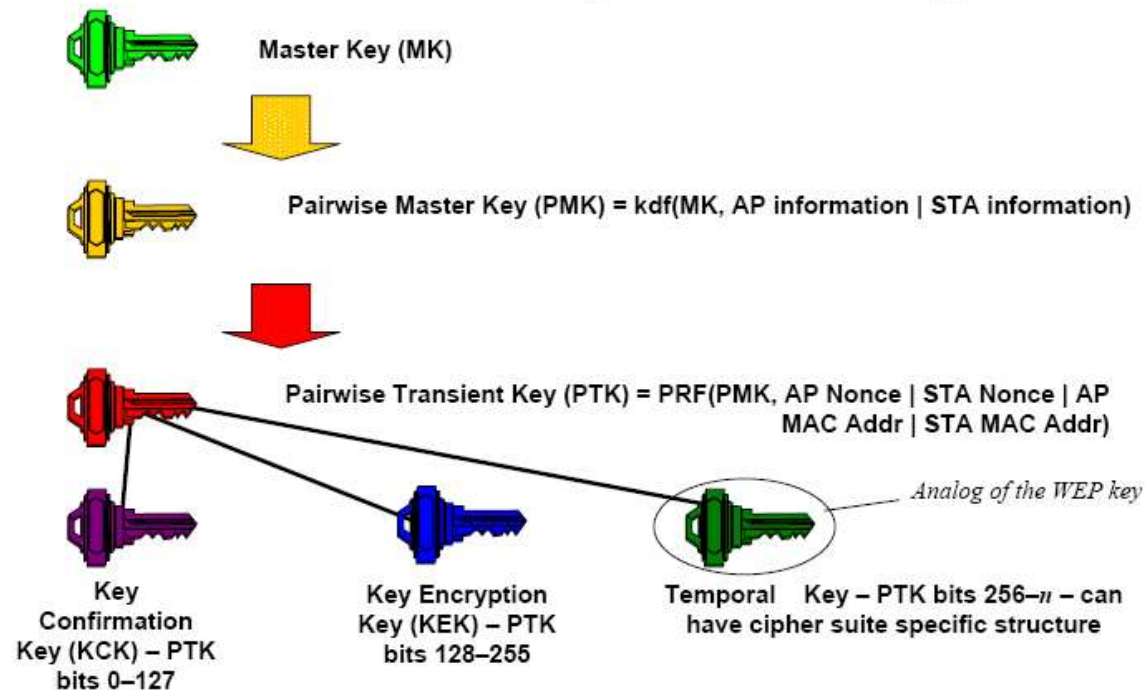 Master Key (MK)
Pairwise Master Key (PMK) = kdf(MK, AP information | STA information)
Pairwise Transient Key (PTK) = PRF(PMK, AP Nonce | STA Nonce | AP
MAC Addr | STA MAC Addr)
Analog of the WEP key
Key
Confirmation
Key (KCK) – PTK
bits 0–127
Key Encryption
Key (KEK) – PTK
bits 128–255
Temporal Key – PTK bits 256–n – can
have cipher suite specific structure